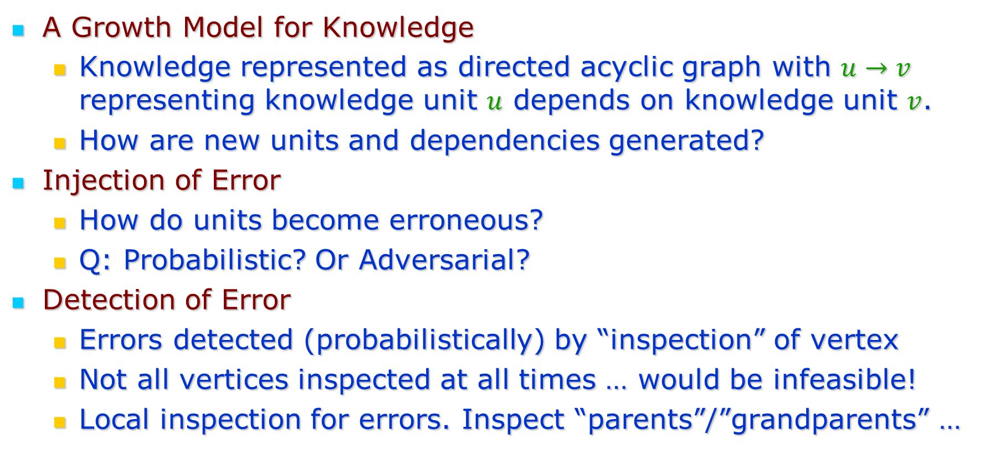 A Growth Model for Knowledge
Knowledge represented as directed acyclic graph with u → v
representing knowledge unit u depends on knowledge unit v.
How are new units and dependencies generated?
Injection of Error
How do units become erroneous?
Q: Probabilistic? Or Adversarial?
Detection of Error
Errors detected (probabilistically) by “inspection” of vertex
Not all vertices inspected at all times … would be infeasible!
Local inspection for errors. Inspect “parents”/”grandparents” …